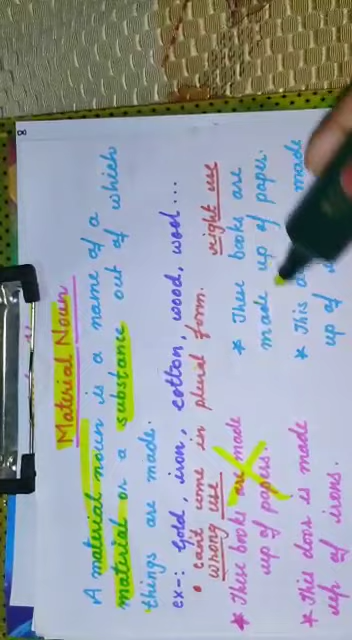 8
Material Noun
A material noun is a name of a
material or a substance out of which
things are made.
ex-: Gold, iron, cotton, wood, wool...
• Can't come in plural form.
wrong use
* These books are made
up of papers.
* This door is made
up of irons.
right use
* These books are
made up of paper.
* This made
up of